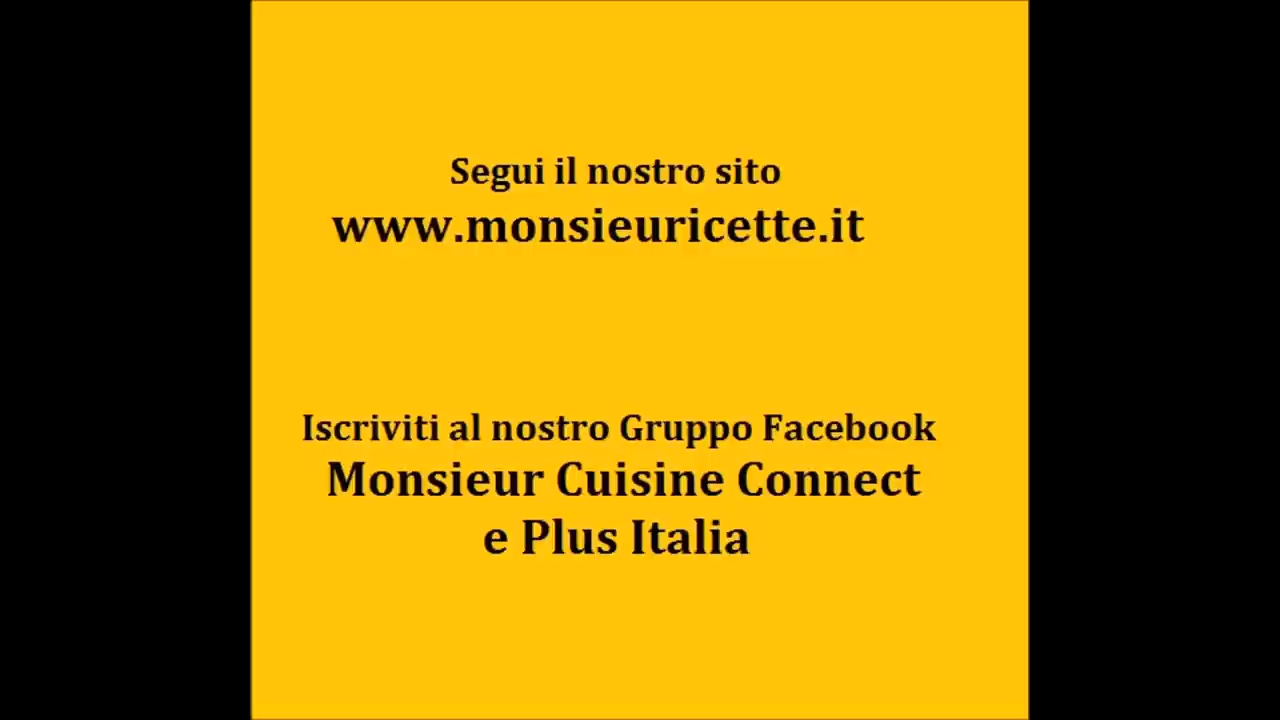 Segui il nostro sito
www.monsieuricette.it
Iscriviti al nostro Gruppo Facebook
Monsieur Cuisine Connect
e Plus Italia